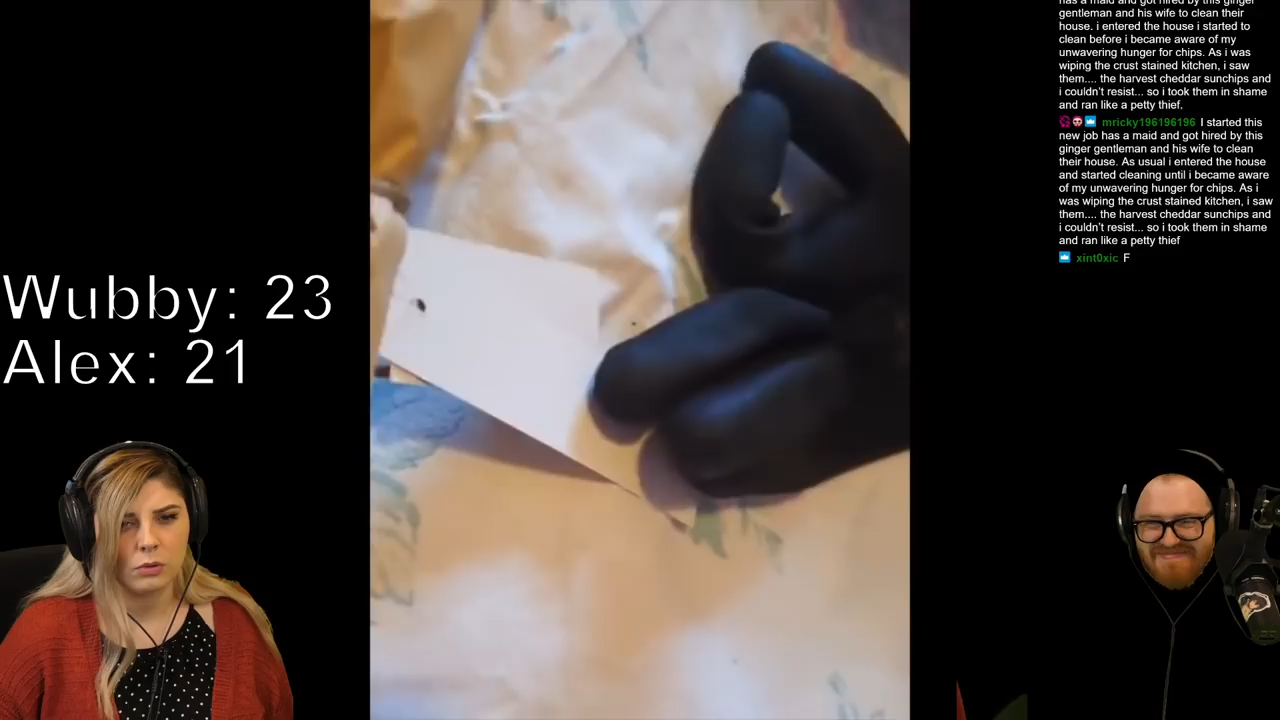 Wubby: 23
Alex: 21
has a maid and got hired by this ginger
gentleman and his wife to clean their
house. i entered the house i started to
clean before i became aware of my
unwavering hunger for chips. As i was
wiping the crust stained kitchen, i saw
them.... the harvest cheddar sunchips and
i couldn't resist... so i took them in shame
and ran like a petty thief.
mricky196196196 I started this
new job has a maid and got hired by this
ginger gentleman and his wife to clean
their house. As usual i entered the house
and started cleaning until i became aware
of my unwavering hunger for chips. As i
was wiping the crust stained kitchen, i saw
them.... the harvest cheddar sunchips and
i couldn't resist... so i took them in shame
and ran like a petty thief
xint0xic F